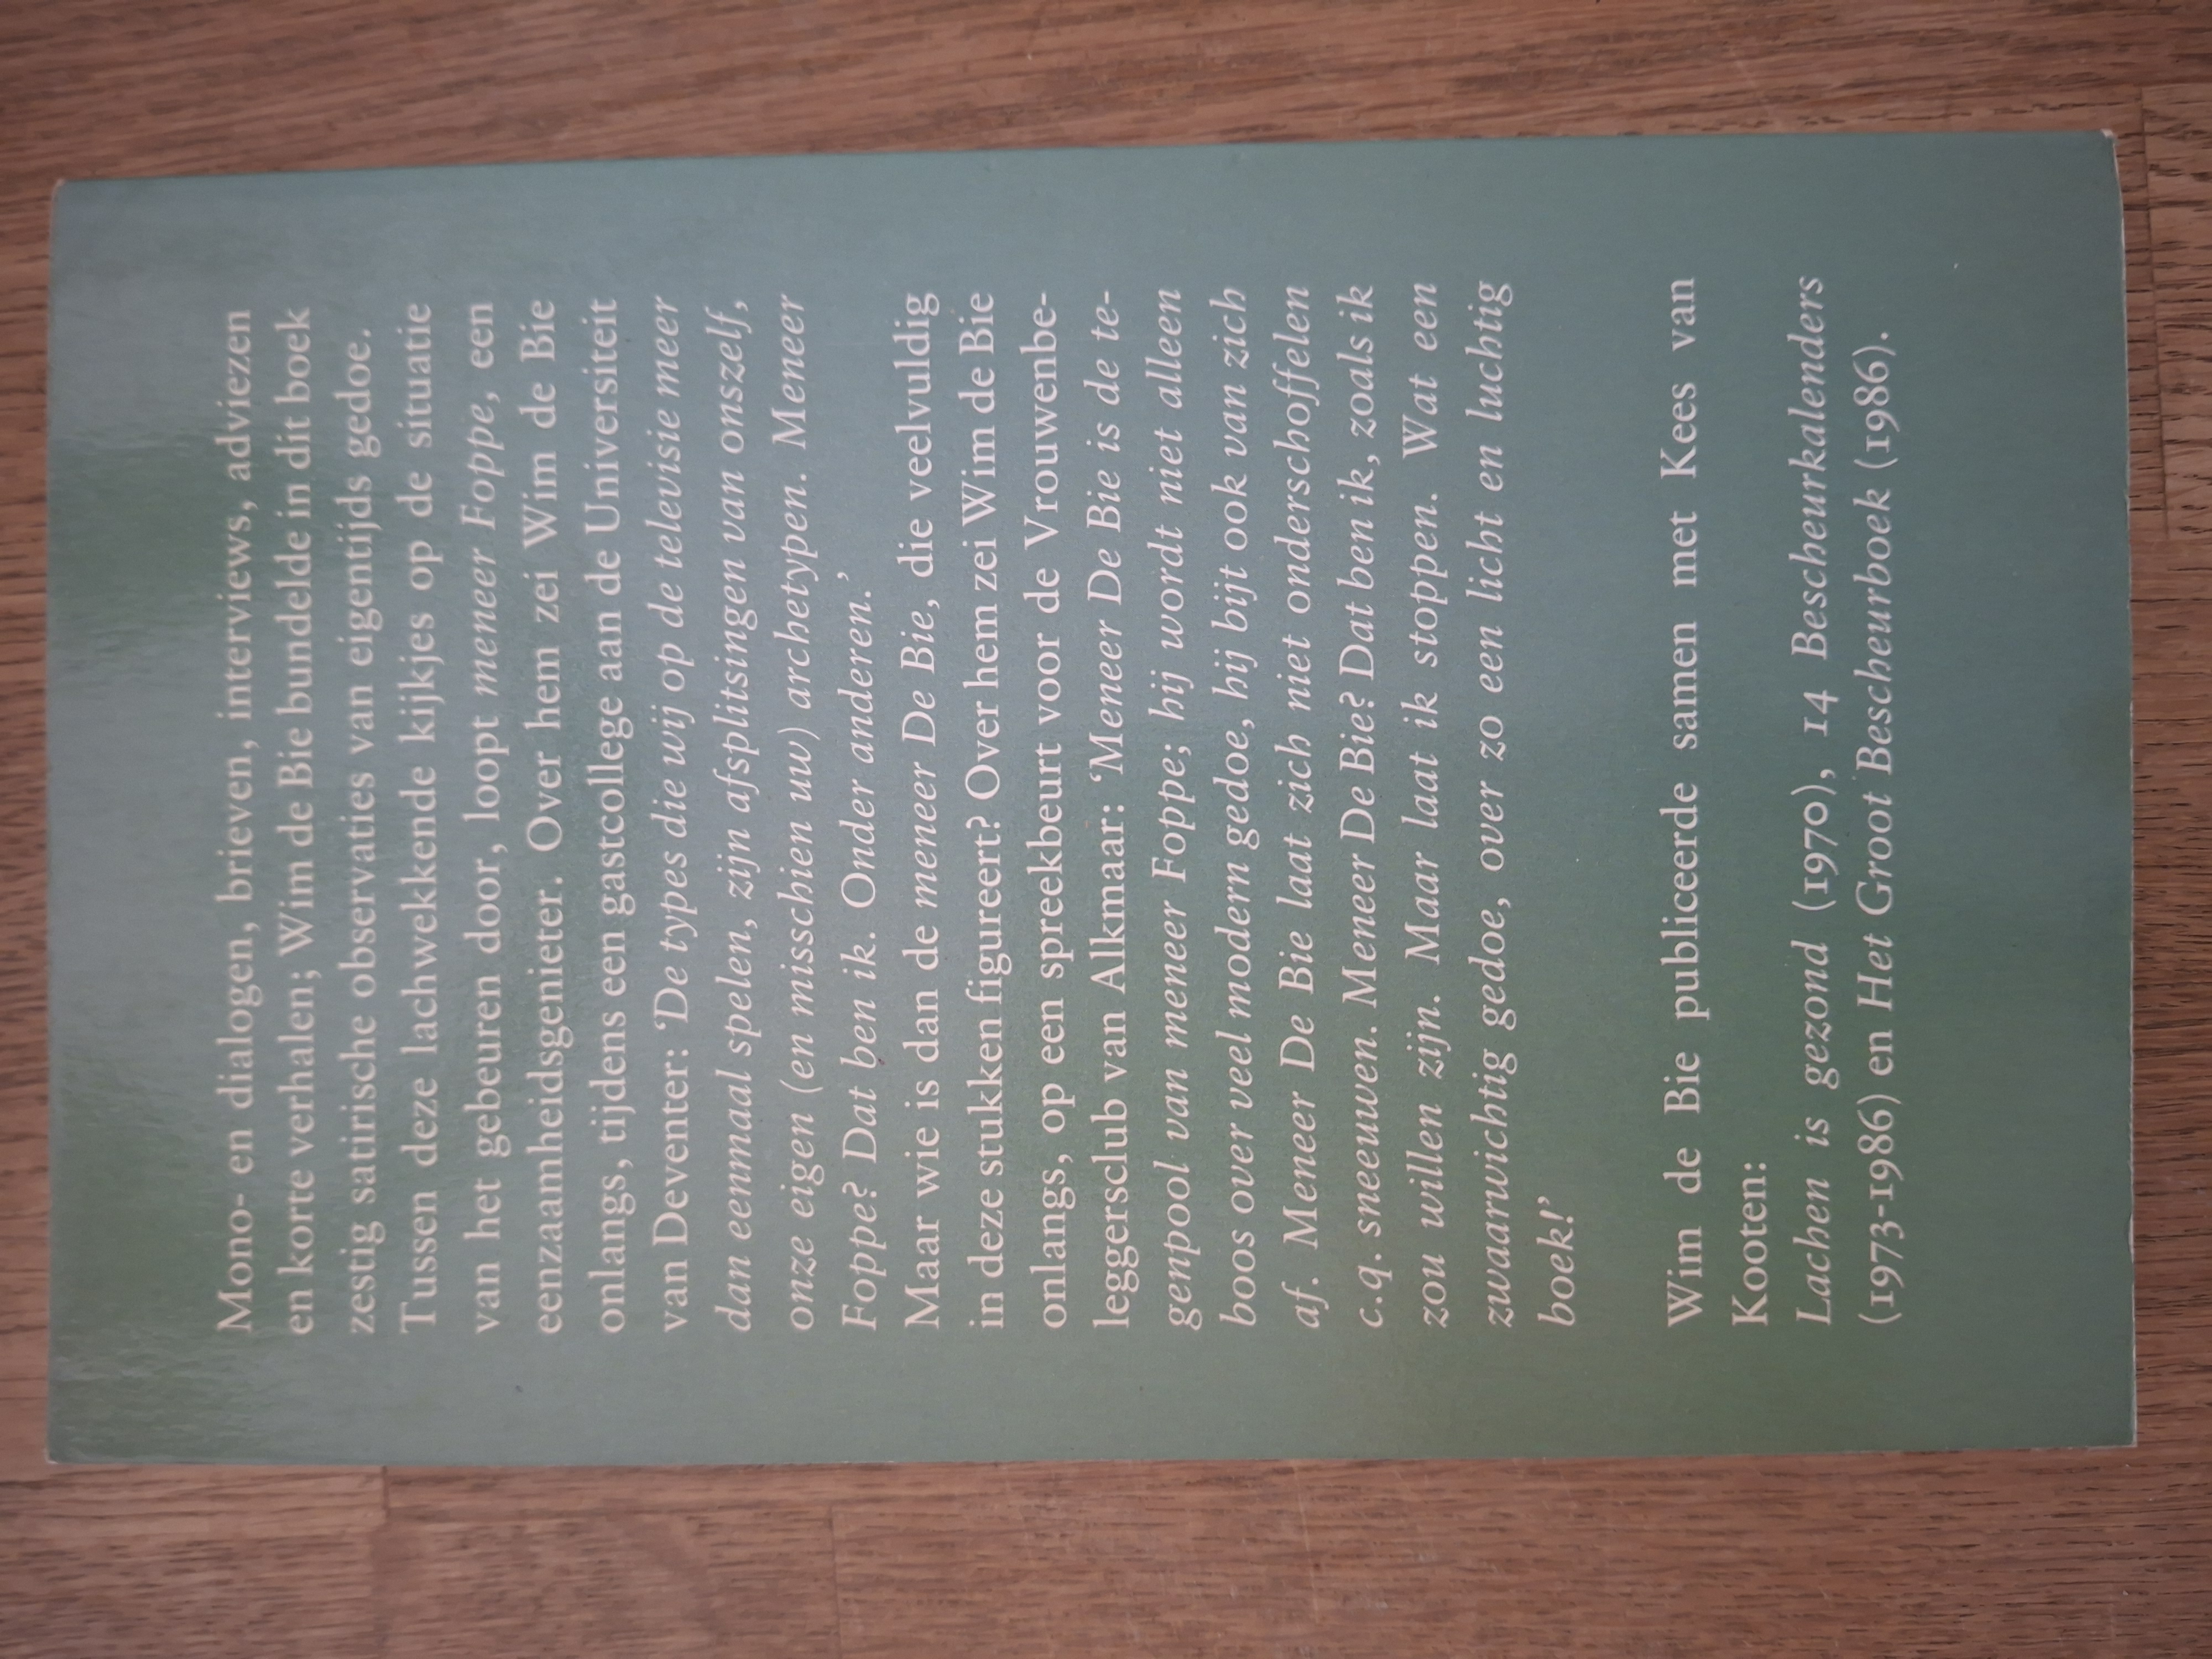 Mono- en dialogen, brieven, interviews, adviezen
en korte verhalen; Wim de Bie bundelde in dit boek
zestig satirische observaties van eigentijds gedoe.
Tussen deze lachwekkende kijkjes op de situatie
van het gebeuren door, loopt meneer Foppe, een
eenzaamheidsgenieter. Over hem zei Wim de Bie
onlangs, tijdens een gastcollege aan de Universiteit
van Deventer: 'De types die wij op de televisie meer
dan eenmaal spelen, zijn afsplitsingen van onszelf,
onze eigen (en misschien uw) archetypen. Meneer
Foppe? Dat ben ik. Onder anderen.'
Maar wie is dan de meneer De Bie, die veelvuldig
in deze stukken figureert? Over hem zei Wim de Bie
onlangs, op een spreekbeurt voor de Vrouwenbe-
leggersclub van Alkmaar: 'Meneer De Bie is de te-
genpool van meneer Foppe; hij wordt niet alleen
boos over veel modern gedoe, hij bijt ook van zich
af. Meneer De Bie laat zich niet onderschoffelen
c.q. sneeuwen. Meneer De Bie? Dat ben ik, zoals ik
zou willen zijn. Maar laat ik stoppen. Wat een
zwaarwichtig gedoe, over zo een licht en luchtig
boek!'
Wim de Bie publiceerde samen met Kees van
Kooten:
Lachen is gezond (1970), 14 Bescheurkalenders
(1973-1986) en Het Groot Bescheurboek (1986).